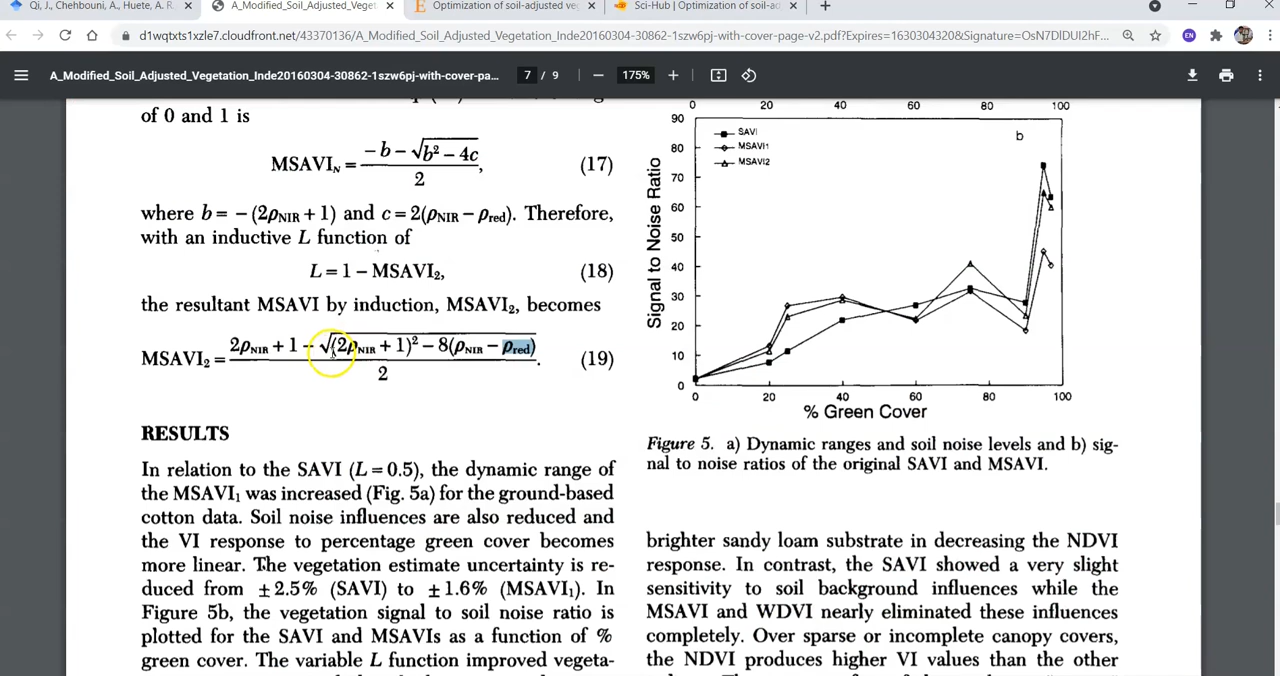 Qi, J., Chehbouni, A., Huete, A. R.
A_Modified_Soil_Adjusted_Veget
Optimization of soil-adjusted veg
Sci-Hub | Optimization of soil-ad
d1wqtxts1xzle7.cloudfront.net/43370136/A_Modified_Soil_Adjusted_Vegetation_Inde20160304-30862-1szw6pj-with-cover-page-v2.pdf?Expires=1630304320&Signature=OsN7DlDUI2hF...
EN
A_Modified_Soil_Adjusted_Vegetation_Inde20160304-30862-1szw6pj-with-cover-pa...
7 / 9
175%
of 0 and 1 is
MSAVI_N = (−b − √(b² − 4c)) / 2, (17)
where b = −(2ρ_NIR + 1) and c = 2(ρ_NIR − ρ_red). Therefore,
with an inductive L function of
L = 1 − MSAVI₂, (18)
the resultant MSAVI by induction, MSAVI₂, becomes
MSAVI₂ = (2ρ_NIR + 1 − √((2ρ_NIR + 1)² − 8(ρ_NIR − ρ_red))) / 2. (19)
RESULTS
In relation to the SAVI (L = 0.5), the dynamic range of
the MSAVI₁ was increased (Fig. 5a) for the ground-based
cotton data. Soil noise influences are also reduced and
the VI response to percentage green cover becomes
more linear. The vegetation estimate uncertainty is re-
duced from ±2.5% (SAVI) to ±1.6% (MSAVI₁). In
Figure 5b, the vegetation signal to soil noise ratio is
plotted for the SAVI and MSAVIs as a function of %
green cover. The variable L function improved vegeta-
0 20 40 60 80 100
90
80
70
60
50
40
30
20
10
0
Signal to Noise Ratio
SAVI
MSAVI1
MSAVI2
b
0 20 40 60 80 100
% Green Cover
Figure 5. a) Dynamic ranges and soil noise levels and b) sig-
nal to noise ratios of the original SAVI and MSAVI.
brighter sandy loam substrate in decreasing the NDVI
response. In contrast, the SAVI showed a very slight
sensitivity to soil background influences while the
MSAVI and WDVI nearly eliminated these influences
completely. Over sparse or incomplete canopy covers,
the NDVI produces higher VI values than the other